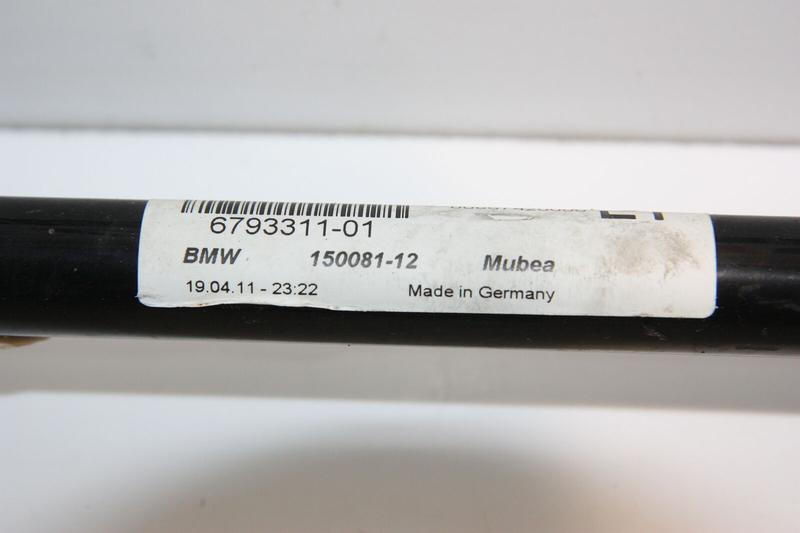 6793311-01
BMW 150081-12 Mubea
19.04.11 - 23:22 Made in Germany